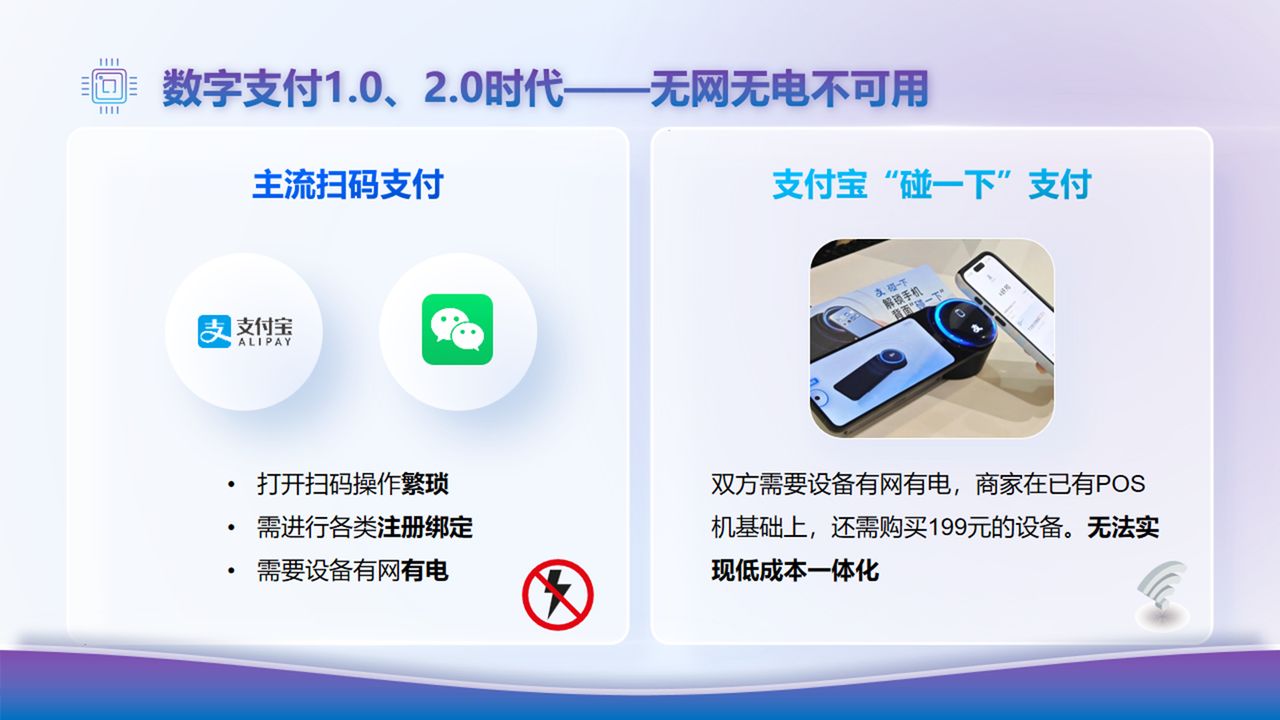 数字支付1.0、2.0时代——无网无电不可用
主流扫码支付
支付宝
ALIPAY
• 打开扫码操作繁琐
• 需进行各类注册绑定
• 需要设备有网有电
支付宝“碰一下”支付
支 碰一下
解锁手机
背面“碰一下”
双方需要设备有网有电，商家在已有POS
机基础上，还需购买199元的设备。无法实
现低成本一体化